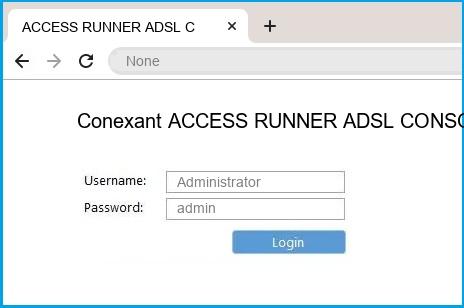 ACCESS RUNNER ADSL C
None
Conexant ACCESS RUNNER ADSL CONSO
Username: Administrator
Password: admin
Login